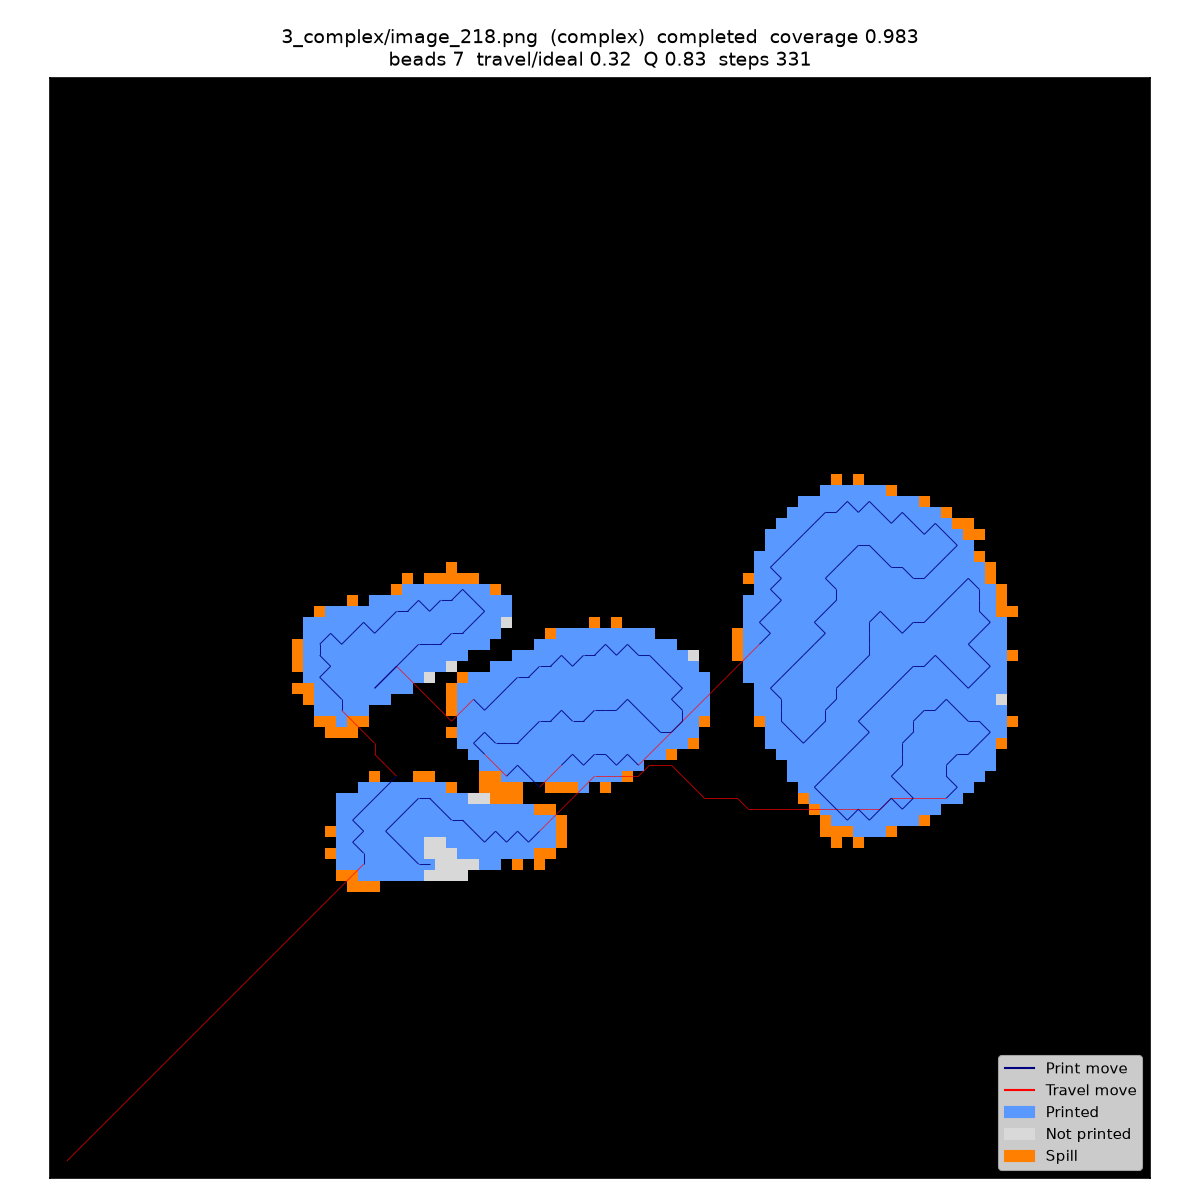 3_complex/image_218.png  (complex)  completed  coverage 0.983
beads 7  travel/ideal 0.32  Q 0.83  steps 331
Print move
Travel move
Printed
Not printed
Spill